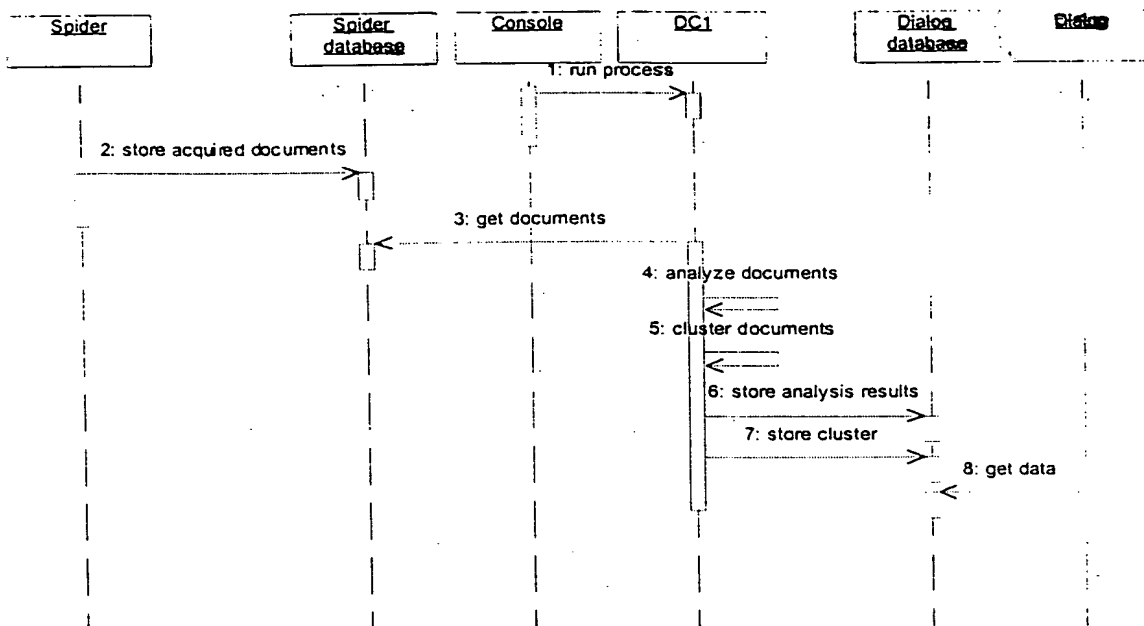 Spider
Spider
database
Console
DC1
Dialog
database
Dialog
1: run process
2: store acquired documents
3: get documents
4: analyze documents
5: cluster documents
6: store analysis results
7: store cluster
8: get data